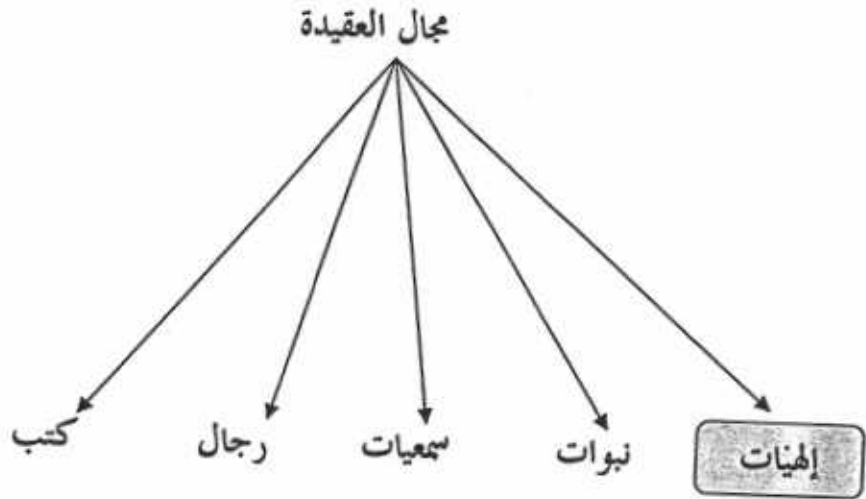 مجال العقيدة
إلهيات
نبوات
سمعيات
رجال
كتب